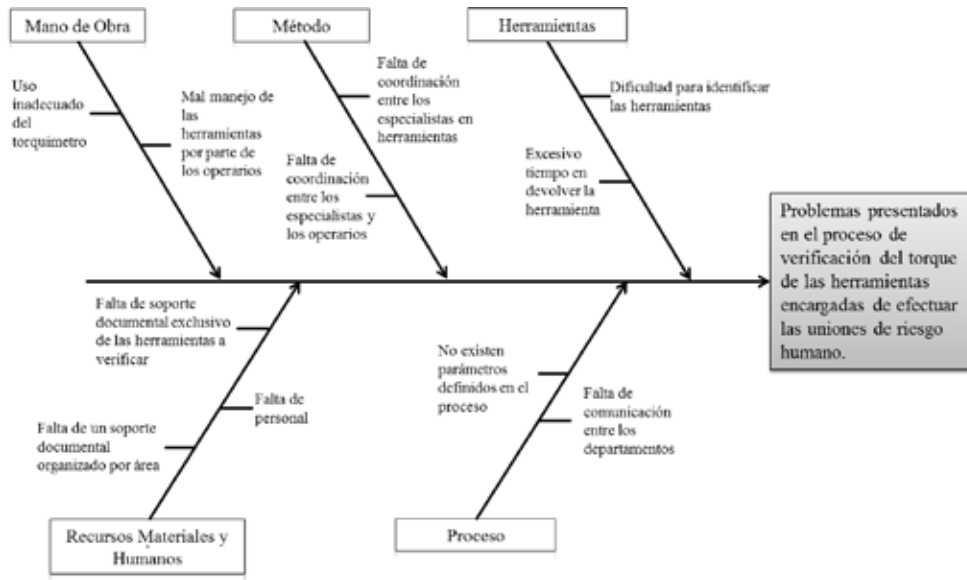 Mano de Obra
Método
Herramientas
Uso
inadecuado
del
torquimetro
Mal manejo de
las
herramientas
por parte de
los operarios
Falta de
coordinación
entre los
especialistas en
herramientas
Falta de
coordinación
entre los
especialistas y
los operarios
Dificultad para identificar
las herramientas
Excesivo
tiempo en
devolver la
herramienta
Problemas presentados
en el proceso de
verificación del torque
de las herramientas
encargadas de efectuar
las uniones de riesgo
humano.
Falta de soporte
documental exclusivo
de las herramientas a
verificar
Falta de
personal
Falta de un soporte
documental
organizado por área
No existen
parámetros
definidos en el
proceso
Falta de
comunicación
entre los
departamentos
Recursos Materiales y
Humanos
Proceso